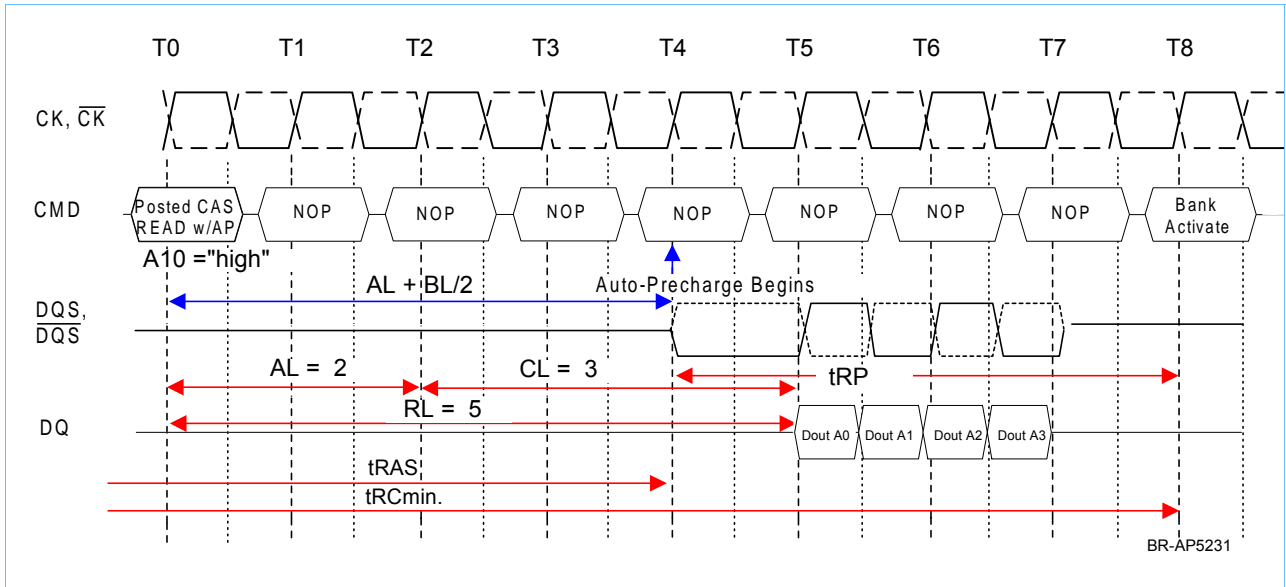 T0 T1 T2 T3 T4 T5 T6 T7 T8
CK, CK
CMD
Posted CAS
READ w/AP
NOP NOP NOP NOP NOP NOP NOP
Bank
Activate
A10 ="high"
AL + BL/2
Auto-Precharge Begins
DQS,
DQS
AL = 2
CL = 3
tRP
RL = 5
DQ
Dout A0 Dout A1 Dout A2 Dout A3
tRAS
tRCmin.
BR-AP5231